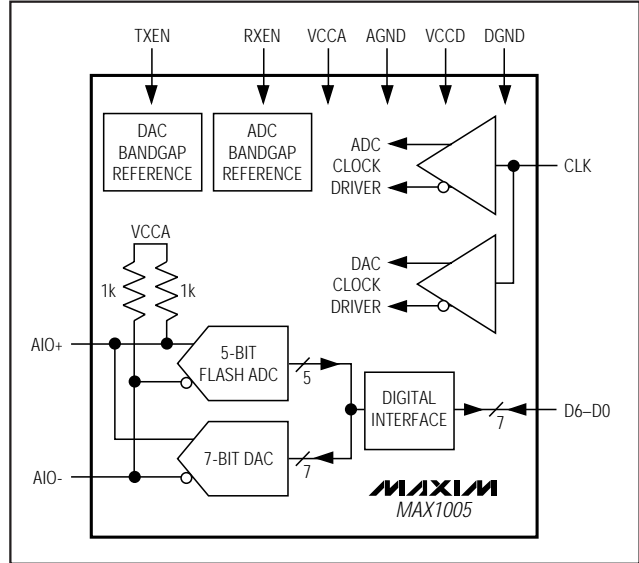 TXEN RXEN VCCA AGND VCCD DGND
DAC
BANDGAP
REFERENCE
ADC
BANDGAP
REFERENCE
ADC
CLOCK
DRIVER
CLK
VCCA
1k 1k
DAC
CLOCK
DRIVER
AIO+
5-BIT
FLASH ADC
5
DIGITAL
INTERFACE
7
D6–D0
7-BIT DAC
7
AIO-
MAXIM
MAX1005